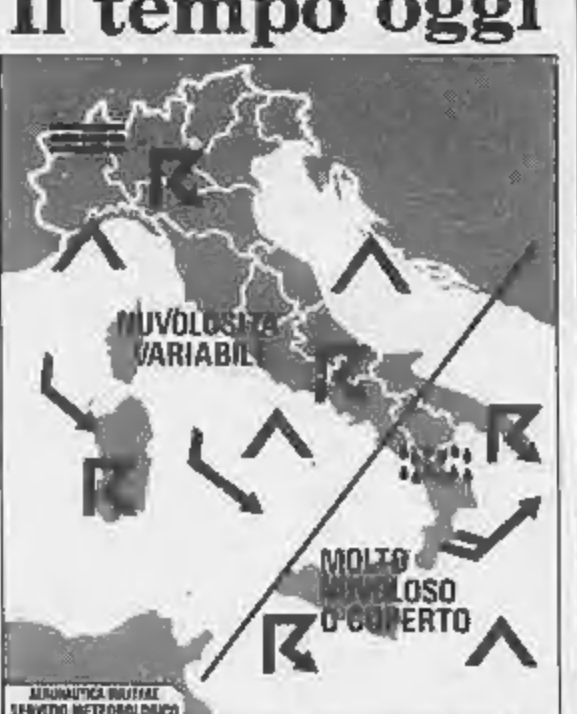 Il tempo oggi
NUVOLOSITÀ
VARIABILE
MOLTO
NUVOLOSO
O COPERTO
AERONAUTICA MILITARE
SERVIZIO METEOROLOGICO